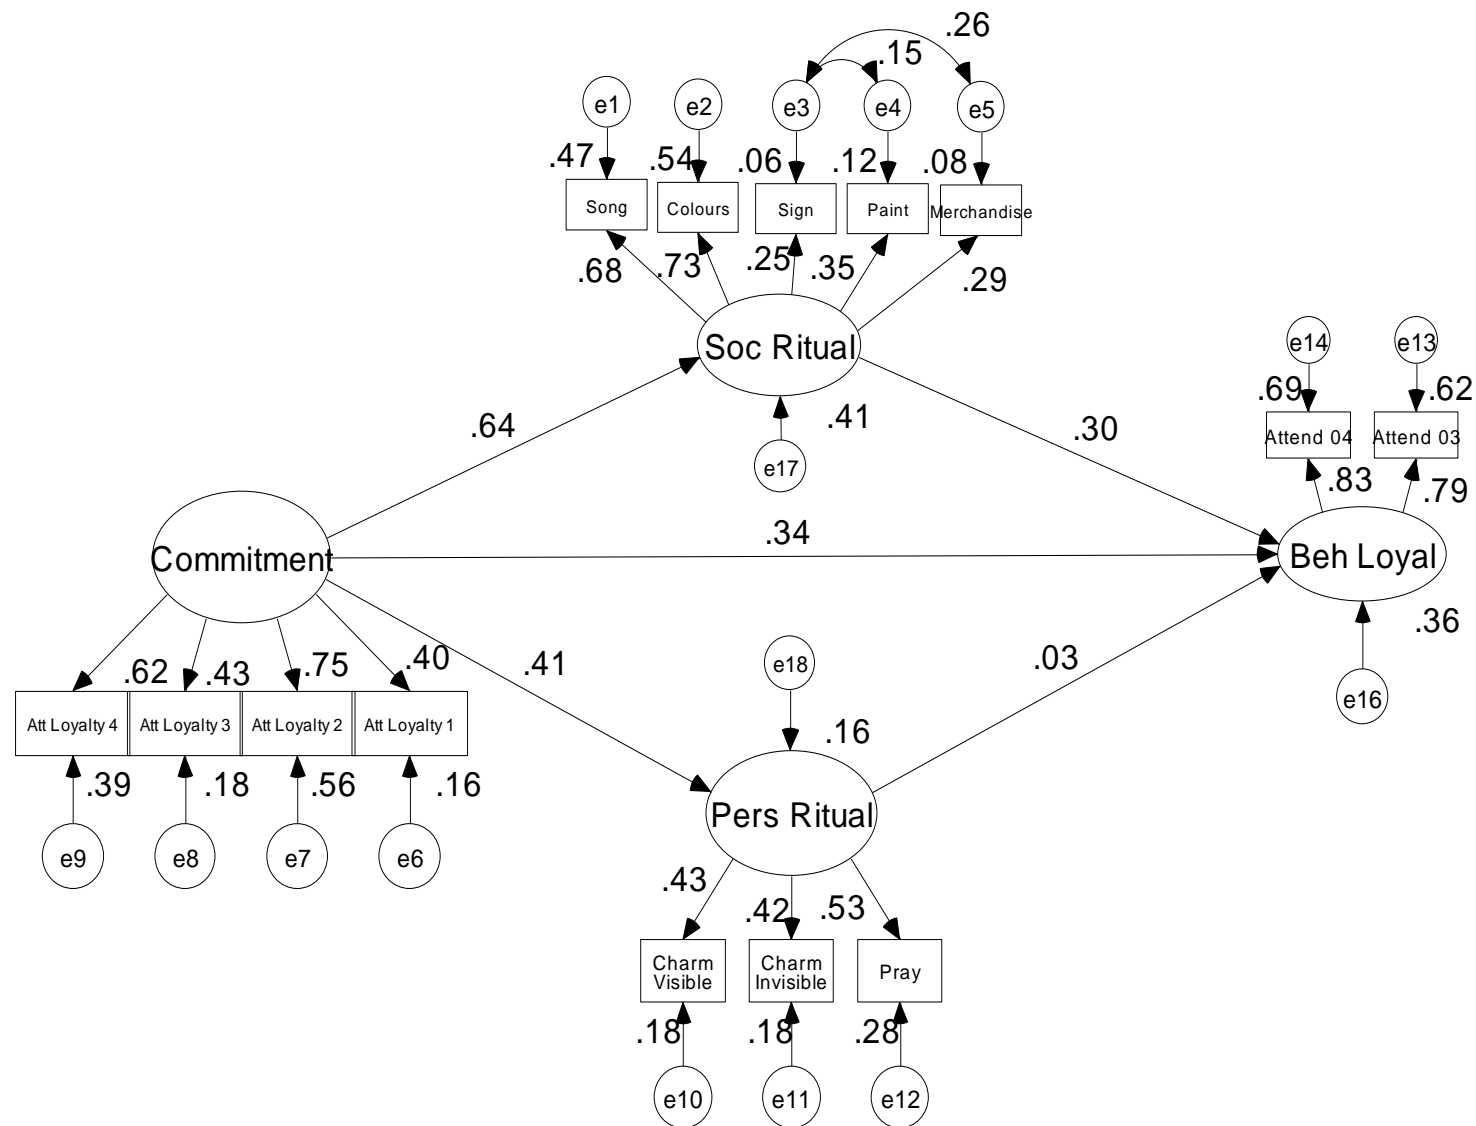 .26
.15
e1
e2
e3
e4
e5
.47
.54
.06
.12
.08
Song
Colours
Sign
Paint
Merchandise
.68
.73
.25
.35
.29
Soc Ritual
e14
e13
.69
.62
.41
.64
.30
Attend 04
Attend 03
e17
.83
.79
.34
Commitment
Beh Loyal
.36
.62
.43
.75
.40
.41
e18
.03
e16
Att Loyalty 4
Att Loyalty 3
Att Loyalty 2
Att Loyalty 1
.16
.39
.18
.56
.16
Pers Ritual
e9
e8
e7
e6
.43
.42
.53
Charm
Visible
Charm
Invisible
Pray
.18
.18
.28
e10
e11
e12